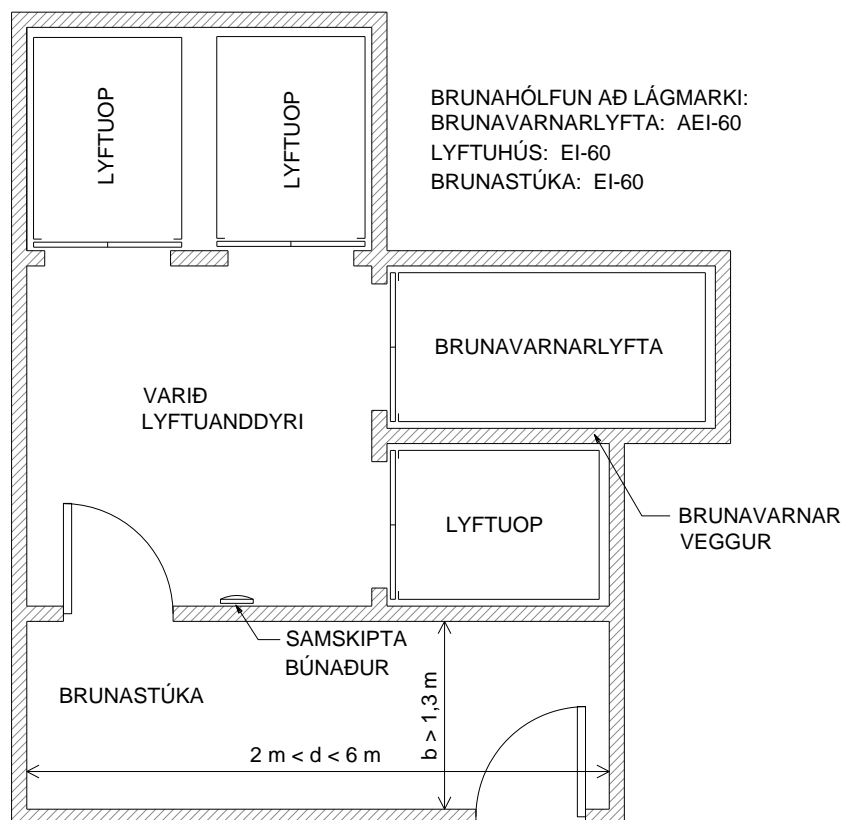 LYFTUOP
LYFTUOP
BRUNAHÓLFUN AÐ LÁGMARKI:
BRUNAVARNARLYFTA: AEI-60
LYFTUHÚS: EI-60
BRUNASTÚKA: EI-60
BRUNAVARNARLYFTA
VARIÐ
LYFTUANDDYRI
LYFTUOP
BRUNAVARNAR
VEGGUR
SAMSKIPTA
BÚNAÐUR
BRUNASTÚKA
b > 1,3 m
2 m < d < 6 m